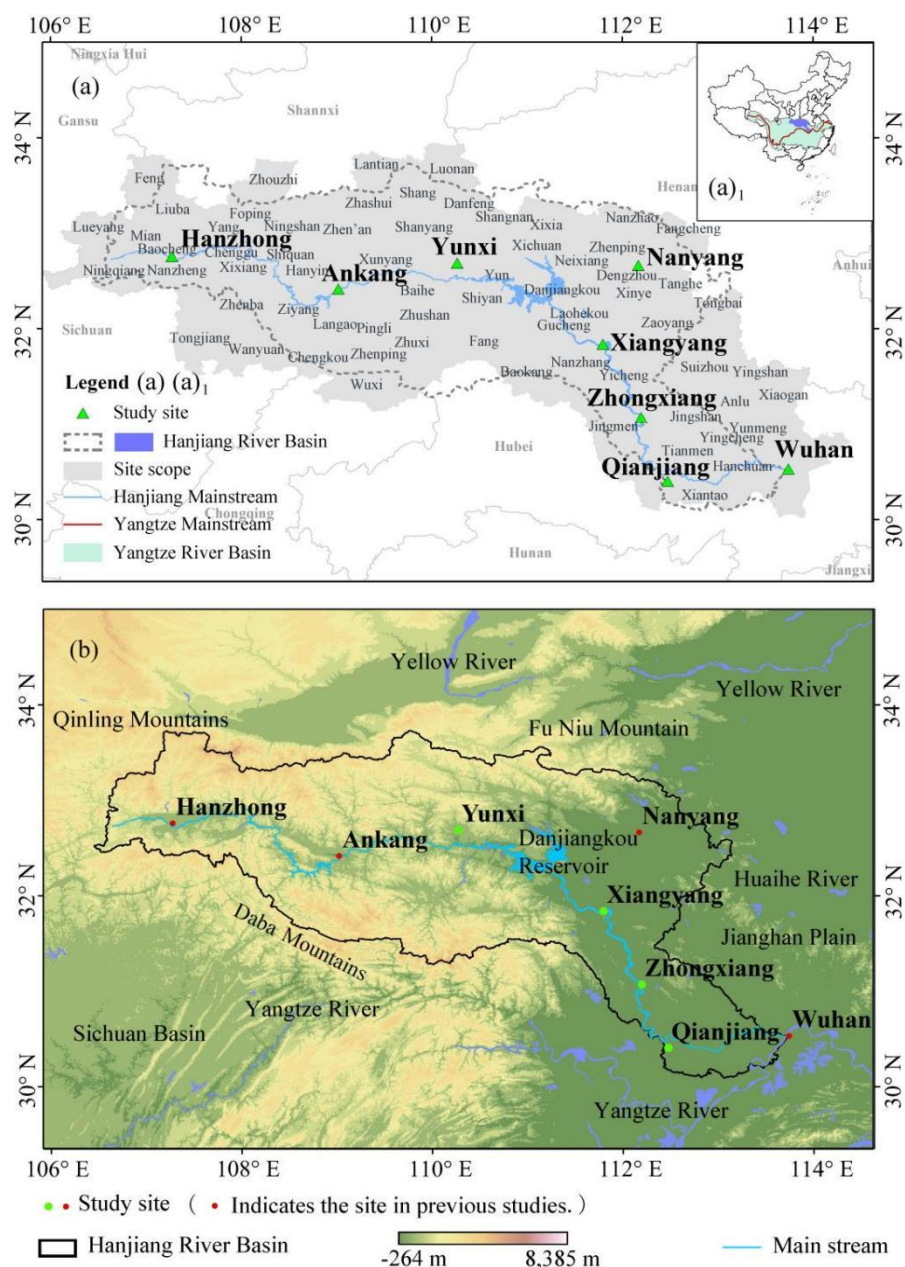 106° E
108° E
110° E
112° E
114° E
Ningxia Hui
(a)
Shannxi
Gansu
34° N
34° N
(a)₁
Lantian
Luonan
Henan
Feng
Zhouzhi
Shang
Danfeng
Liuba
Foping
Zhashui
Shangnan
Nanzhao
Lueyahg
Yang
Ningshan
Zhen'an
Shanyang
Xixia
Fangcheng
Mian
Hanzhong
Yunxi
Xichuan
Zhenping
Baocheng
Chenggu
Shiquan
Xunyang
Neixiang
Nanyang
Ningqiang
Nanzheng
Xixiang
Hanyin
Ankang
Yun
Dengzhou
Anhui
Baihe
Danjiangkou
Tanghe
Zhenba
Ziyang
Shiyan
Xinye
Tongbai
32° N
32° N
Sichuan
Langao
Pingli
Zhushan
Laohekou
Gucheng
Zaoyang
Tongjiang
Wanyuan
Zhuxi
Fang
Xiangyang
Chengkou
Zhenping
Nanzhang
Suizhou
Yingshan
Baokang
Yicheng
Legend (a) (a)₁
Wuxi
Zhongxiang
Anlu
Xiaogan
Study site
Jingshan
Jingmen
Yunmeng
Hanjiang River Basin
Hubei
Yingcheng
Wuhan
Tianmen
Site scope
Qianjiang
Hanchuan
Hanjiang Mainstream
Xiantao
30° N
30° N
Chongqing
Yangtze Mainstream
Yangtze River Basin
Hunan
Jiangxi
(b)
Yellow River
Yellow River
34° N
34° N
Qinling Mountains
Fu Niu Mountain
Hanzhong
Yunxi
Nanyang
Ankang
Danjiangkou
Reservoir
32° N
32° N
Huaihe River
Xiangyang
Daba Mountains
Jianghan Plain
Zhongxiang
Yangtze River
Sichuan Basin
Wuhan
Qianjiang
30° N
30° N
Yangtze River
106° E
108° E
110° E
112° E
114° E
Study site ( Indicates the site in previous studies. )
Hanjiang River Basin
-264 m
8,385 m
Main stream